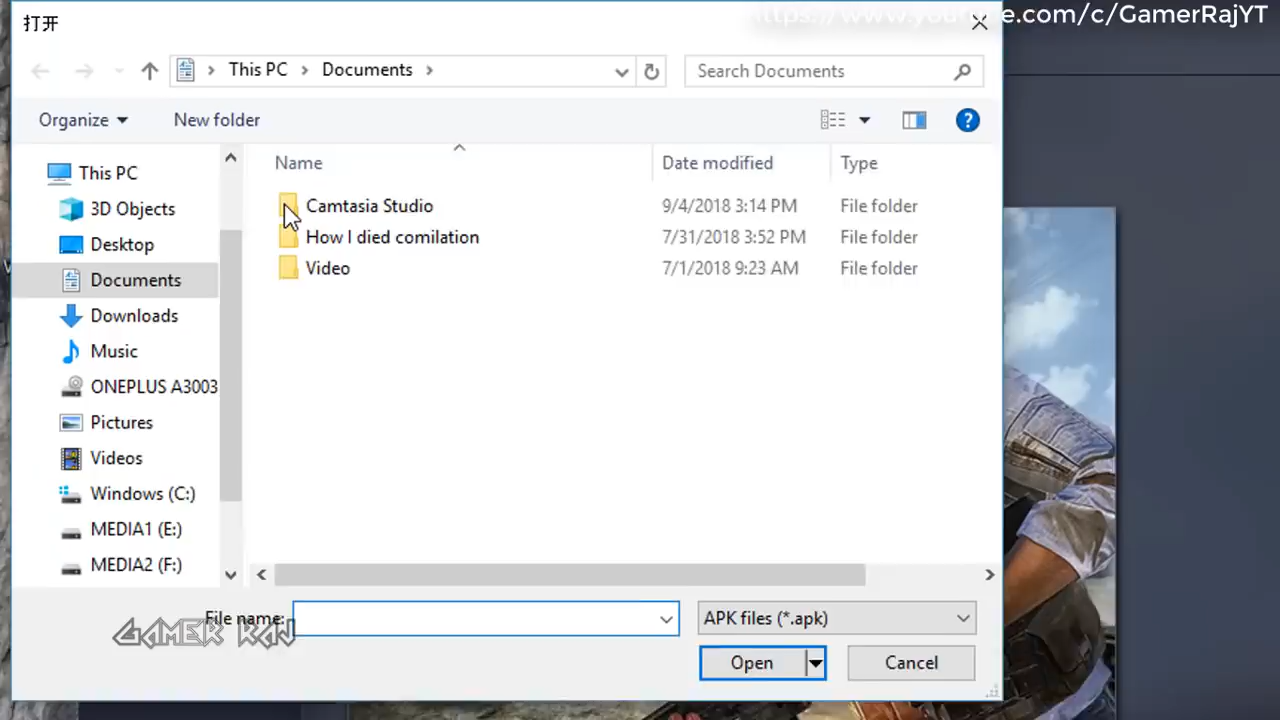 打开
https://www.youtube.com/c/GamerRajYT
This PC
Documents
Search Documents
Organize
New folder
Name
Date modified
Type
This PC
3D Objects
Desktop
Documents
Downloads
Music
ONEPLUS A3003
Pictures
Videos
Windows (C:)
MEDIA1 (E:)
MEDIA2 (F:)
Camtasia Studio 9/4/2018 3:14 PM File folder
How I died comilation 7/31/2018 3:52 PM File folder
Video 7/1/2018 9:23 AM File folder
File name:
APK files (*.apk)
GAMER RAJ
Open
Cancel